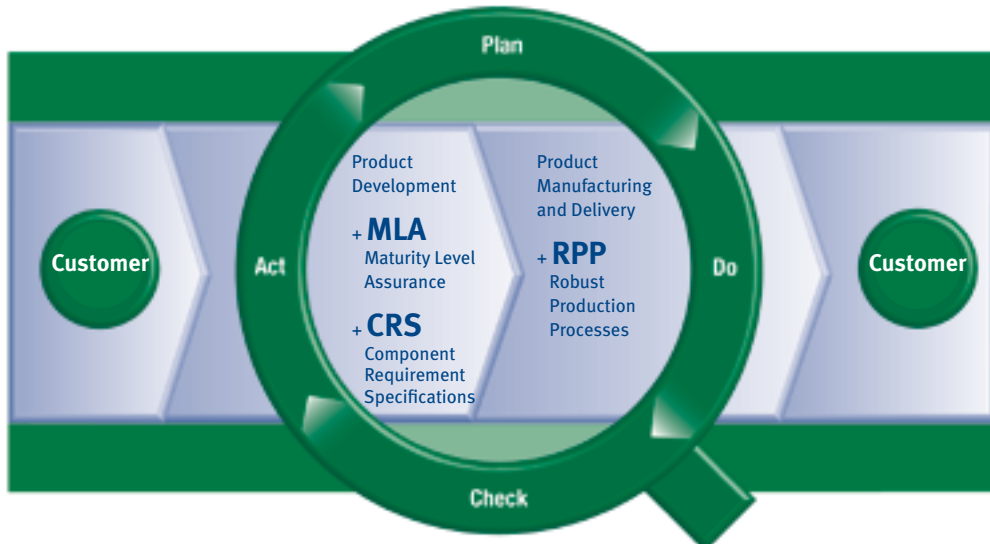 Plan
Product
Development
+ MLA
Maturity Level
Assurance
+ CRS
Component
Requirement
Specifications
Product
Manufacturing
and Delivery
+ RPP
Robust
Production
Processes
Customer
Act
Do
Customer
Check